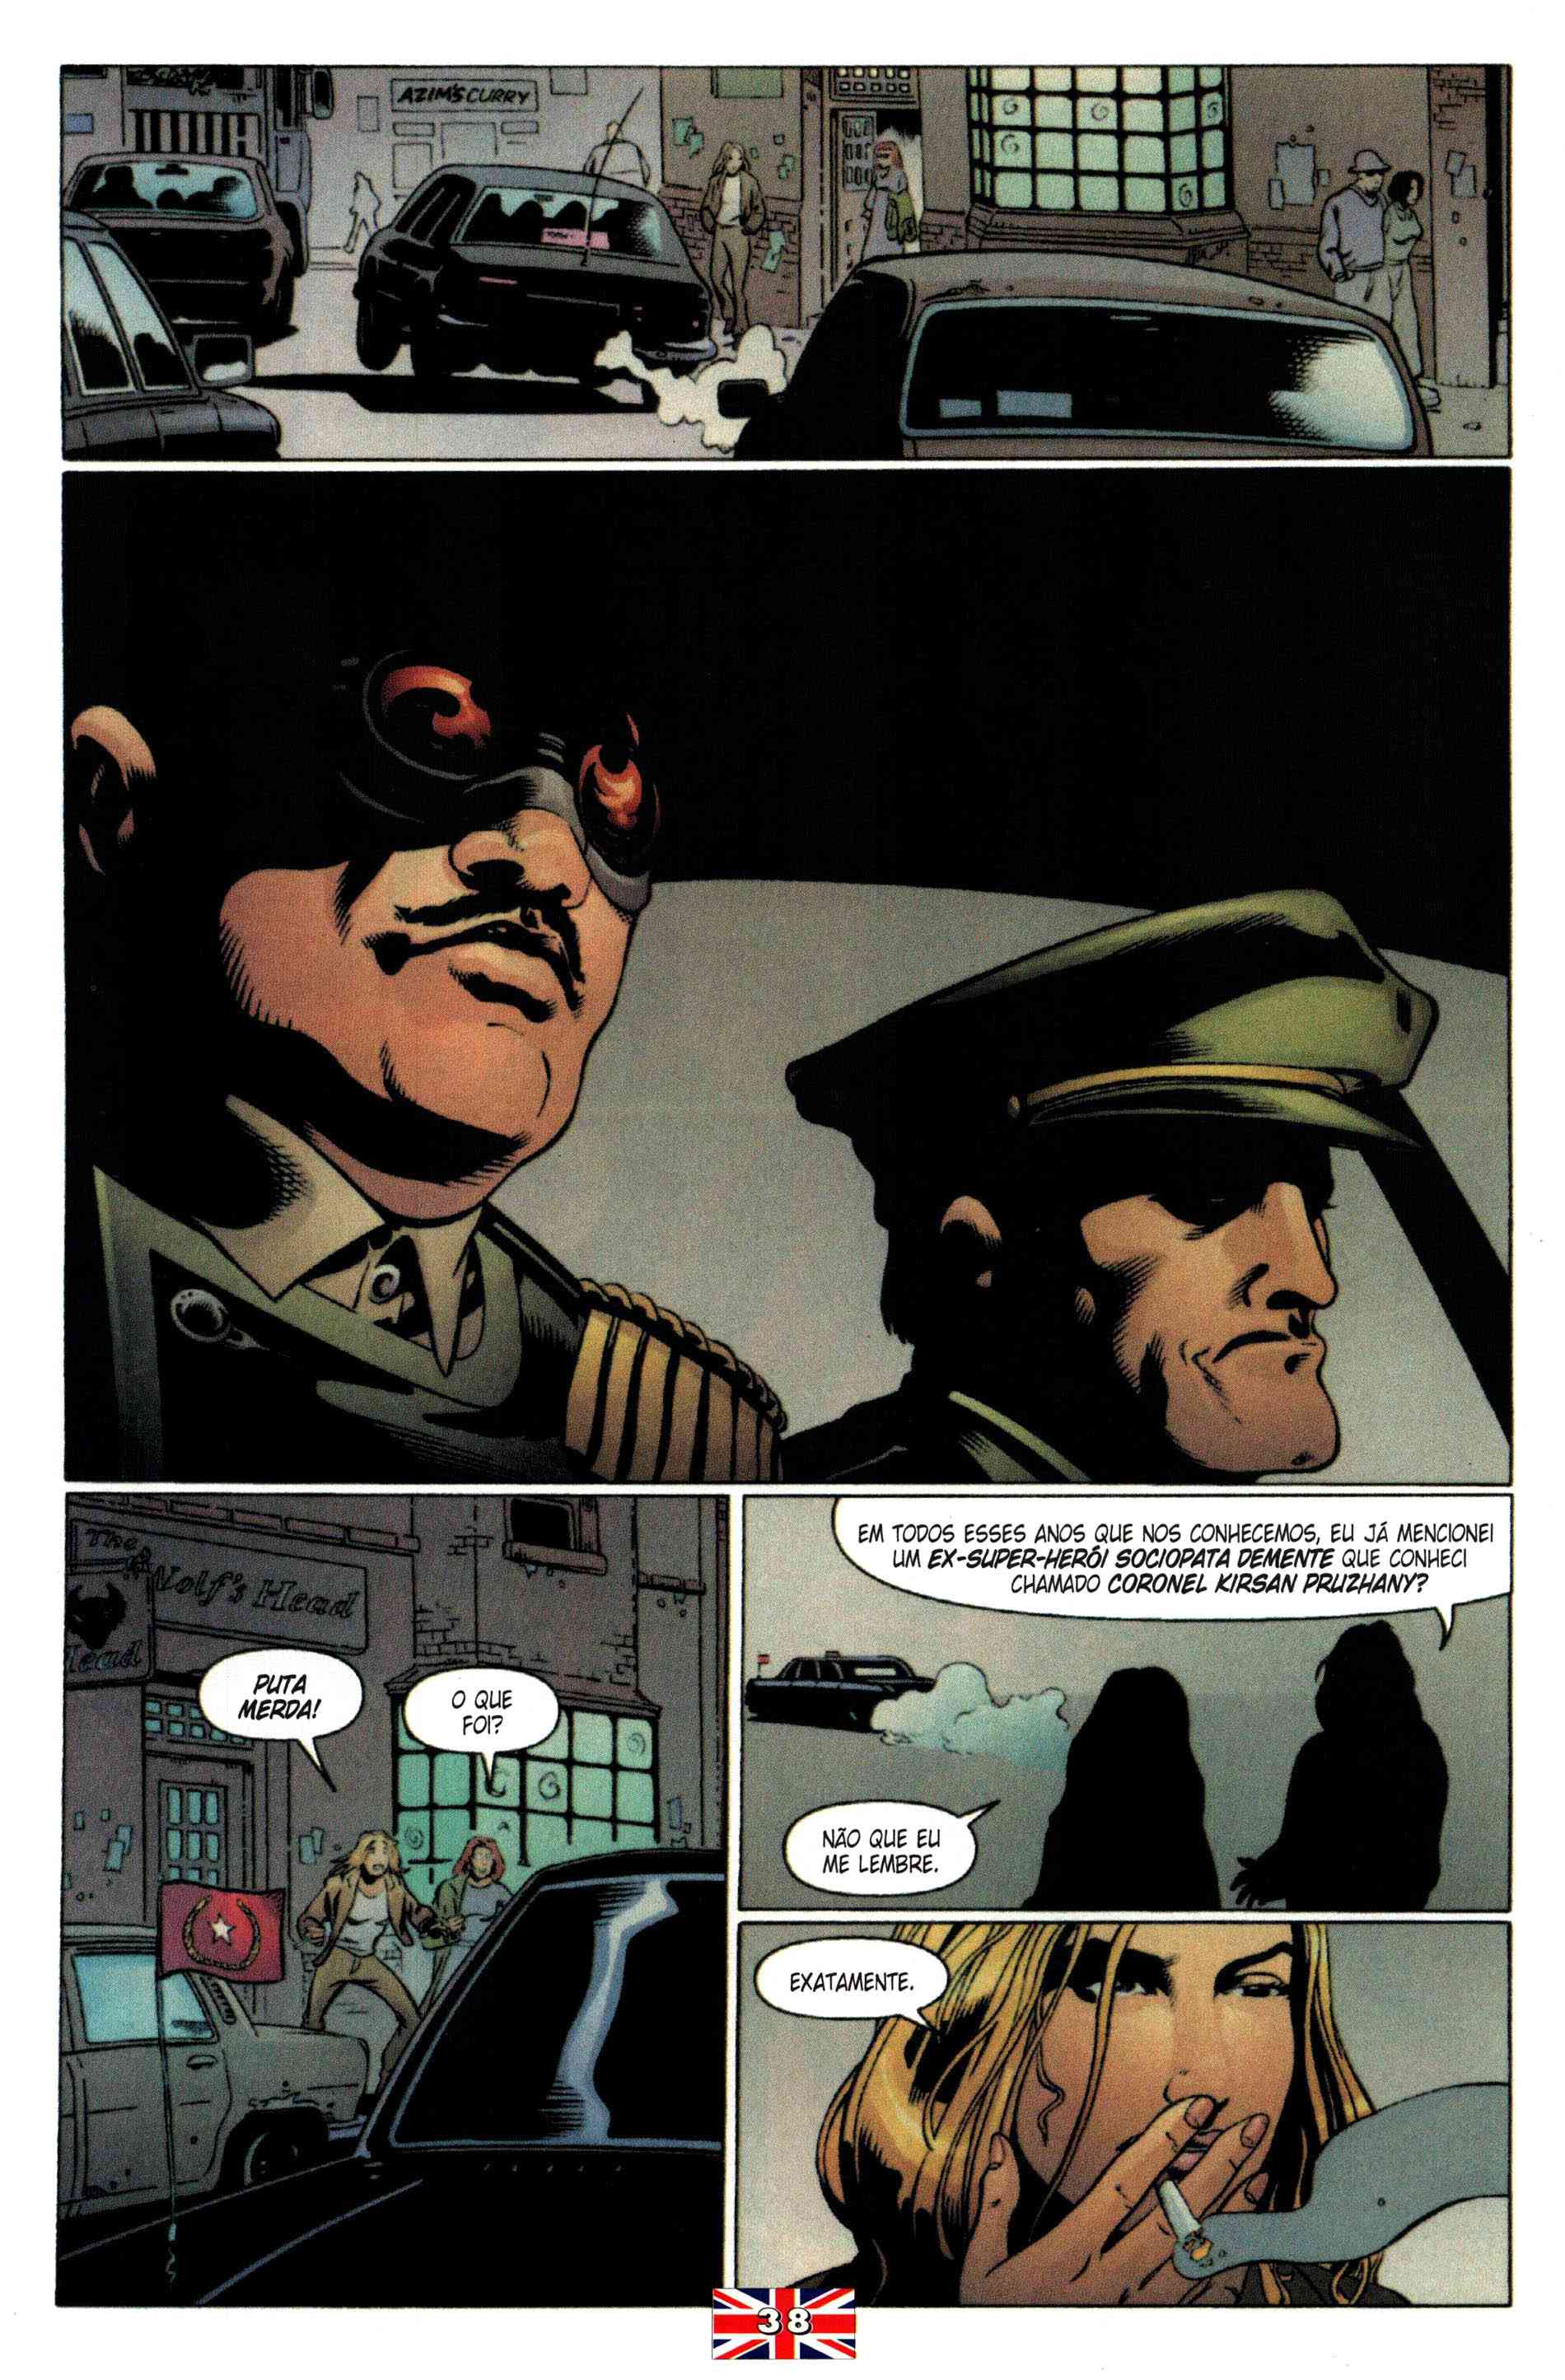 AZIM'S CURRY
The
Wolf's Head
Head
PUTA
MERDA!
O QUE
FOI?
EM TODOS ESSES ANOS QUE NOS CONHECEMOS, EU JÁ MENCIONEI
UM EX-SUPER-HERÓI SOCIOPATA DEMENTE QUE CONHECI
CHAMADO CORONEL KIRSAN PRUZHANY?
NÃO QUE EU
ME LEMBRE.
EXATAMENTE.
38